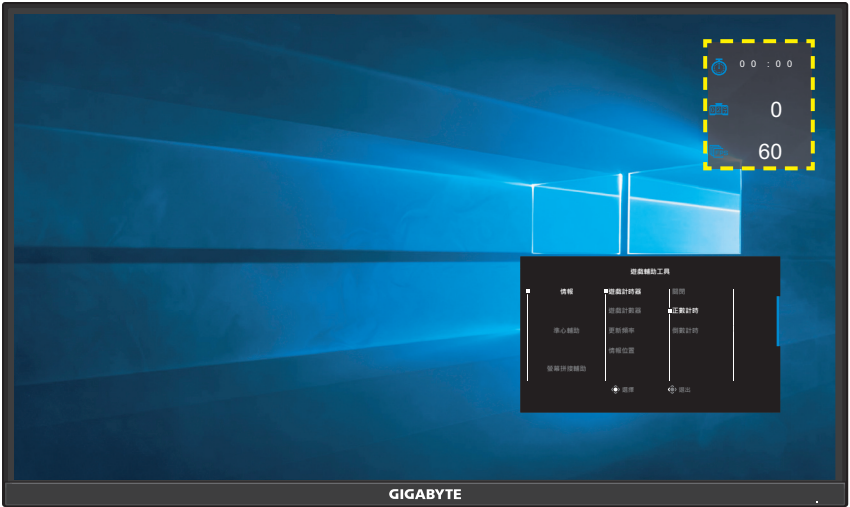 00 :00
0
60
遊戲輔助工具
情報 遊戲計時器 關閉
遊戲計數器 正數計時
準心輔助 更新頻率 倒數計時
情報位置
螢幕拼接輔助
選擇 退出
GIGABYTE